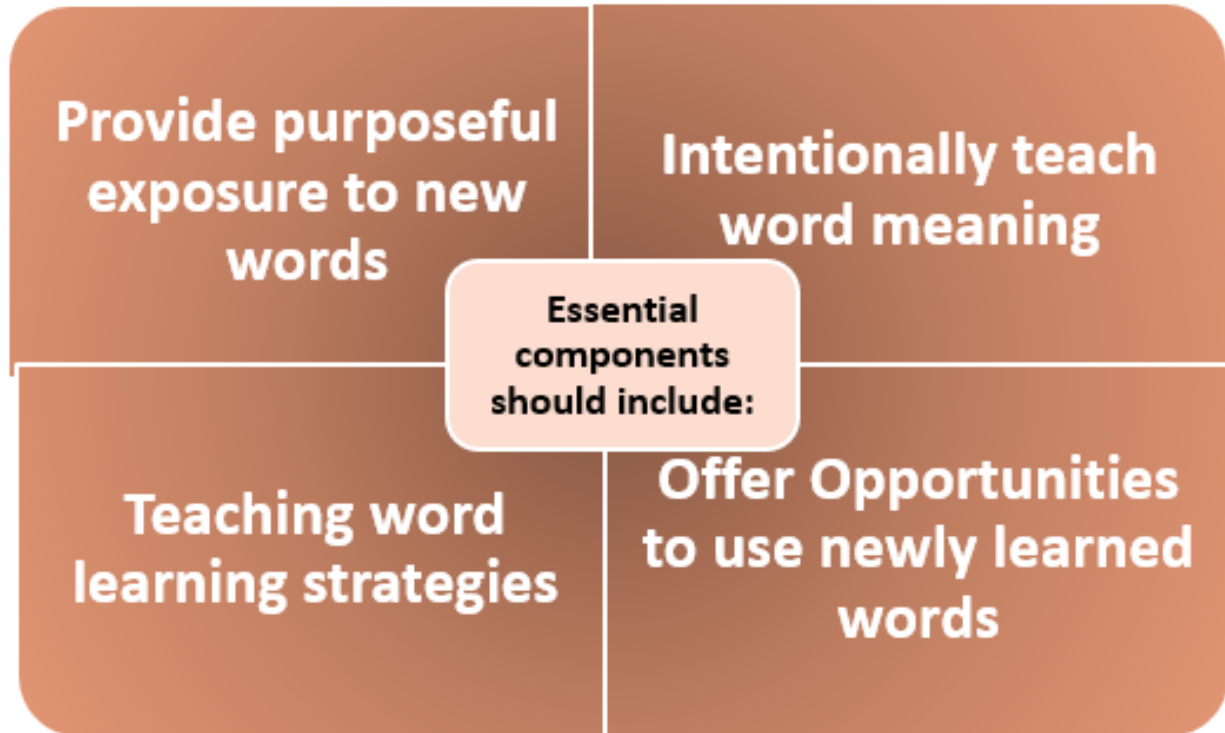 Provide purposeful
exposure to new
words
Intentionally teach
word meaning
Essential
components
should include:
Teaching word
learning strategies
Offer Opportunities
to use newly learned
words